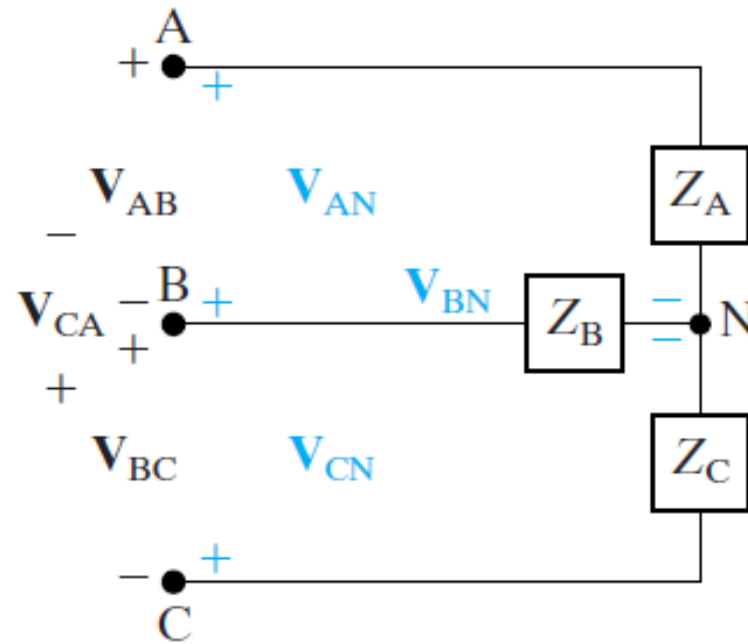 A
+
+
V_AB V_AN Z_A
−
V_BN
− B + − N
V_CA Z_B
+ −
+
V_BC V_CN Z_C
− +
C